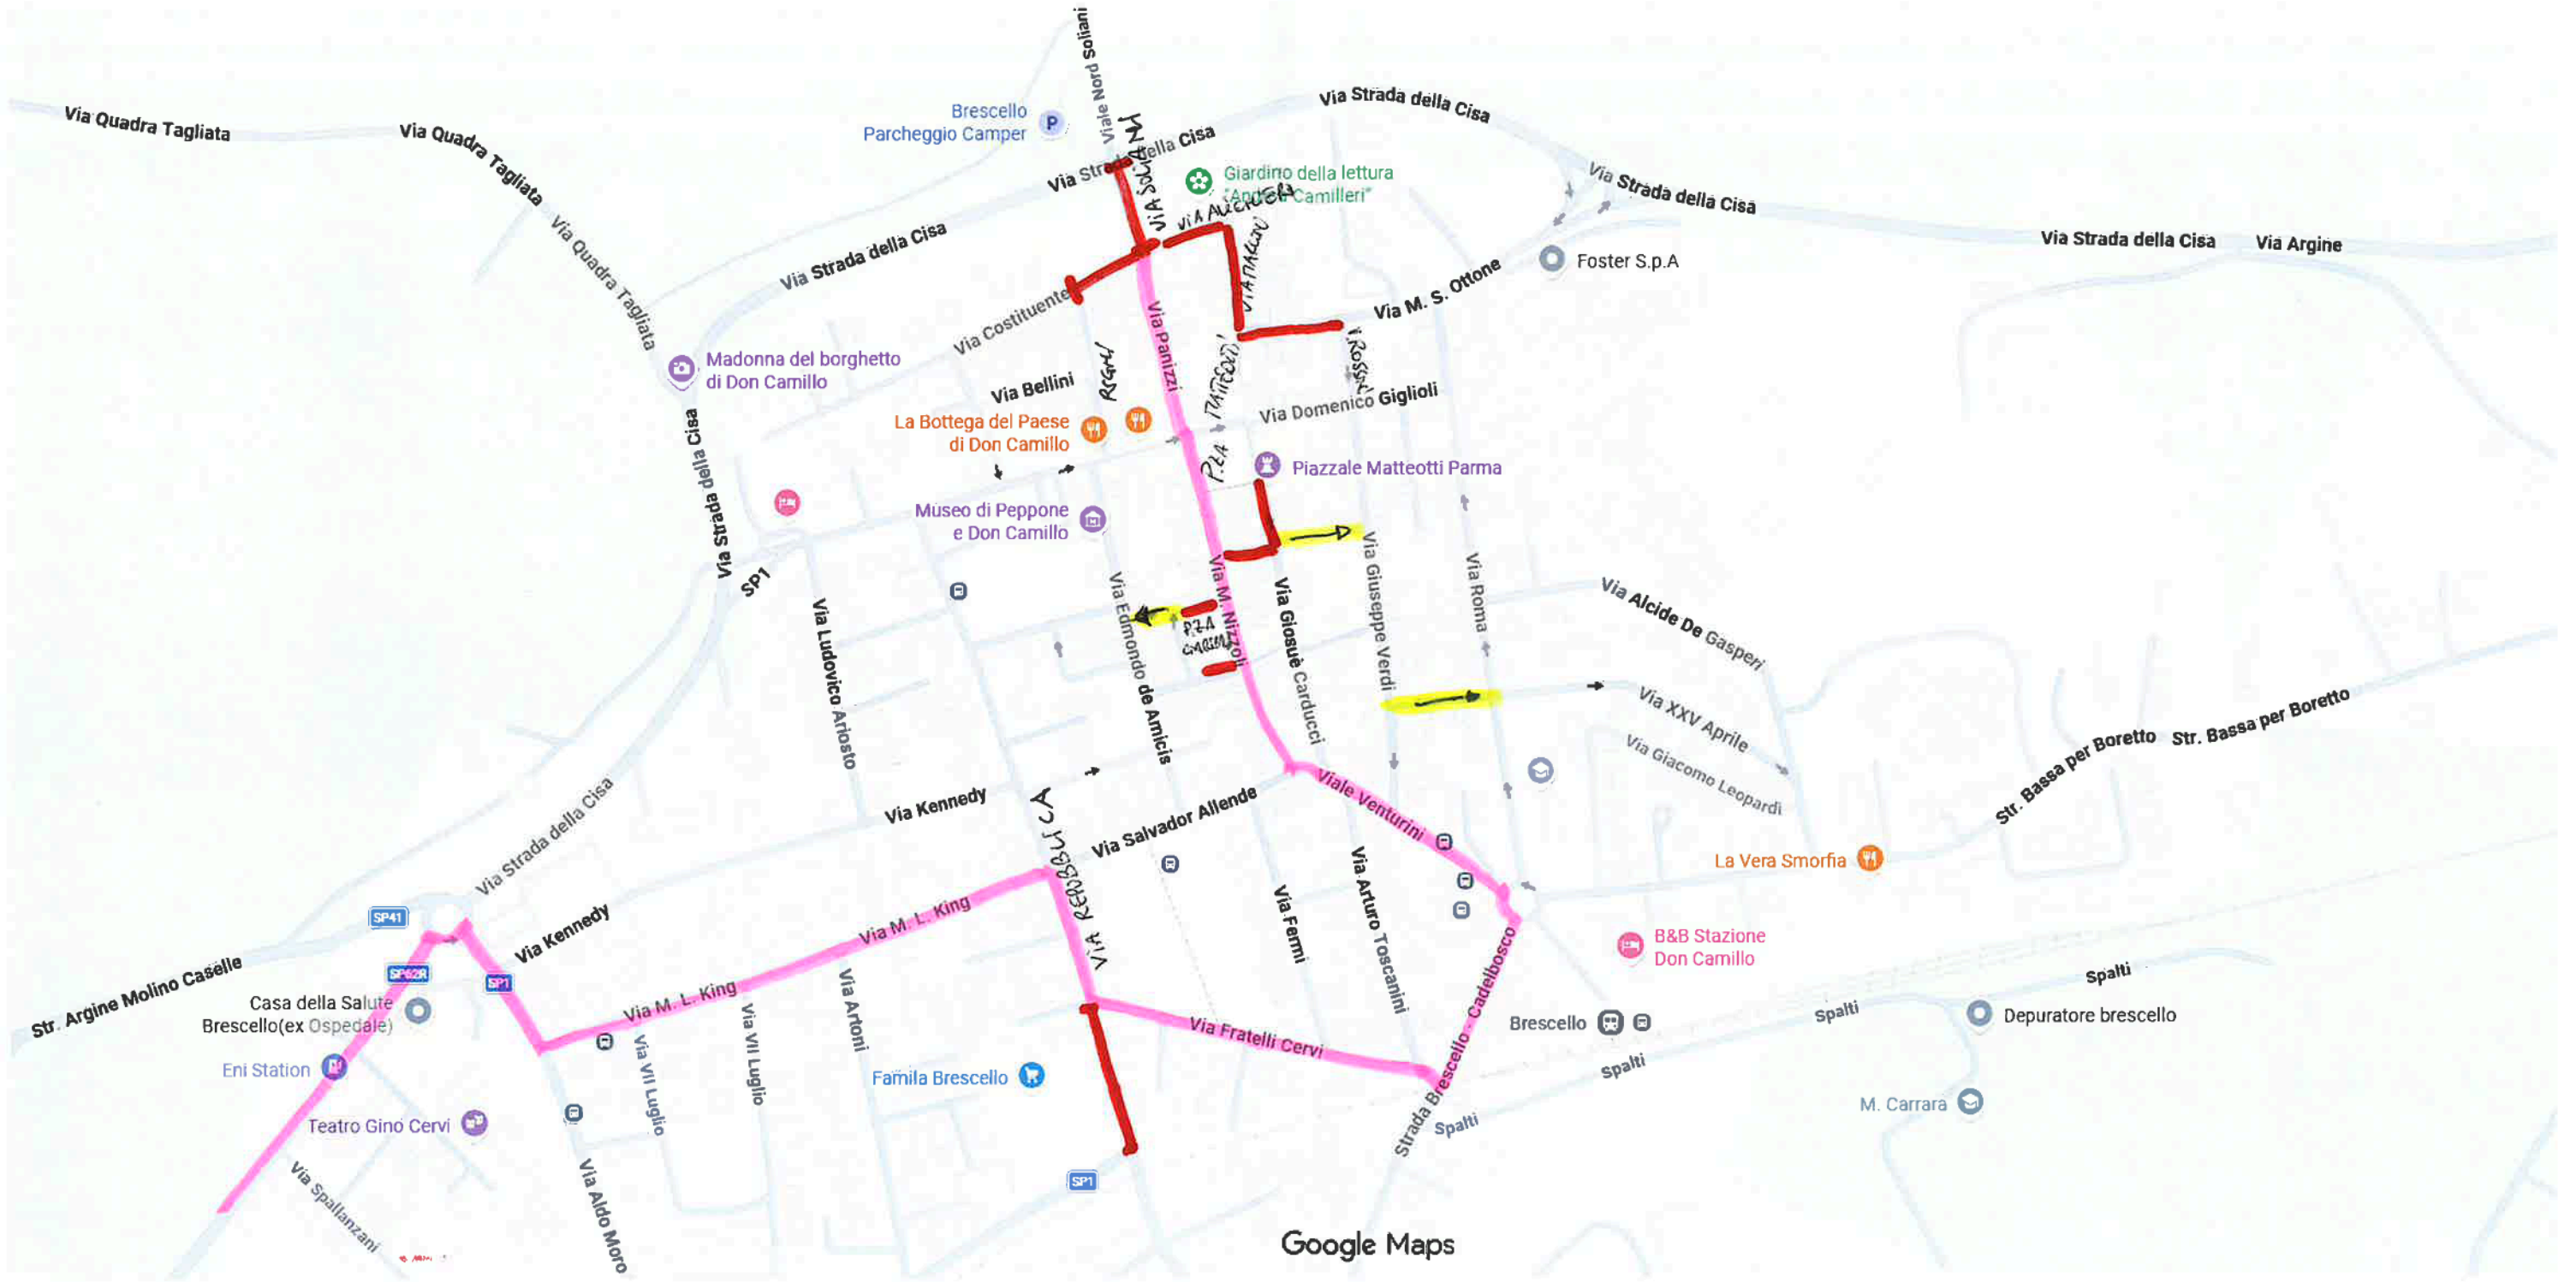 Viale Nord Soliani
Via Strada della Cisa
Via Quadra Tagliata
Via Quadra Tagliata
Brescello
Parcheggio Camper
Via Strada della Cisa
VIA SOLIANI
Giardino della lettura
"Andrea Camilleri"
VIA ALIGHIERI
Via Strada della Cisa
Via Quadra Tagliata
Via Strada della Cisa
Via Strada della Cisa
Via Argine
VIA MARCONI
Foster S.p.A
Via M. S. Ottone
Via Costituente
Via Panizzi
Madonna del borghetto
di Don Camillo
Via Bellini
REGGI
P.ZA MATTEOTTI
V. ROSSINI
Via Domenico Giglioli
La Bottega del Paese
di Don Camillo
Via Strada della Cisa
Piazzale Matteotti Parma
Museo di Peppone
e Don Camillo
SP1
Via Ludovico Ariosto
Via Edmondo de Amicis
P.ZA
Via M. Nizzoli
Via Giosuè Carducci
Via Giuseppe Verdi
Via Roma
Via Alcide De Gasperi
Via XXV Aprile
Via Giacomo Leopardi
Str. Bassa per Boretto
Str. Bassa per Boretto
Via Strada della Cisa
Via Kennedy
VIA REPUBBLICA
Via Salvador Allende
Viale Venturini
La Vera Smorfia
SP41
Via Kennedy
Via M. L. King
Via Fermi
Via Arturo Toscanini
B&B Stazione
Don Camillo
Str. Argine Molino Caselle
SP62R
SP1
Casa della Salute
Brescello(ex Ospedale)
Via M. L. King
Via Artoni
Via VII Luglio
Via VII Luglio
Via Fratelli Cervi
Strada Brescello - Cadelbosco
Brescello
Spalti
Spalti
Depuratore brescello
Spalti
Eni Station
Famila Brescello
M. Carrara
Teatro Gino Cervi
Spalti
SP1
Via Spallanzani
Via Aldo Moro
Google Maps